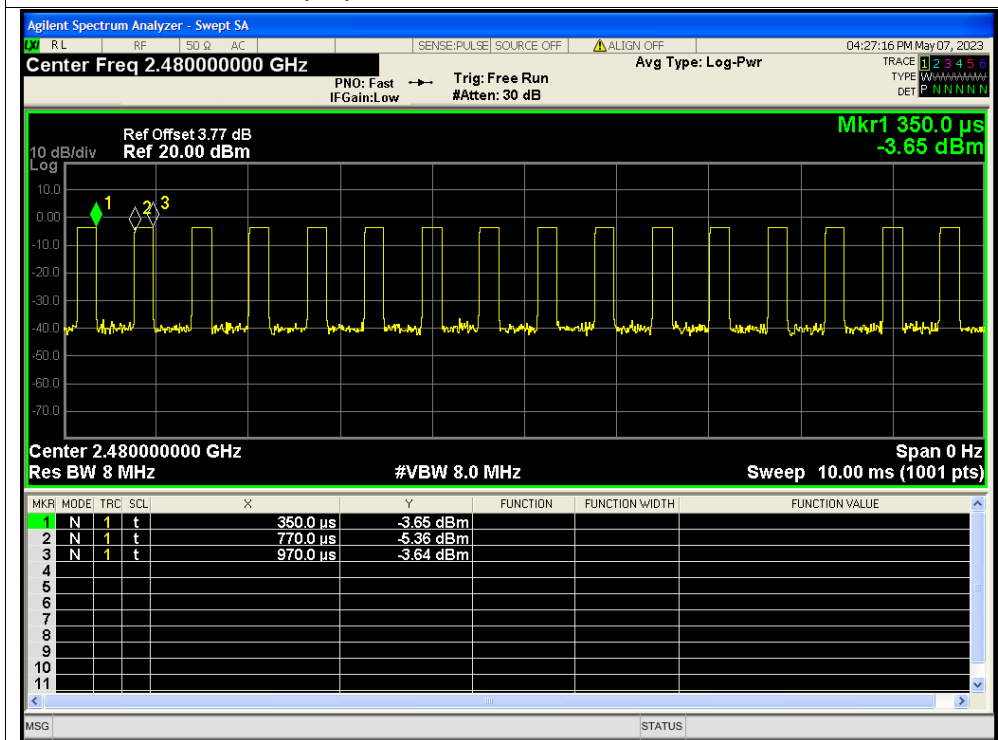 Agilent Spectrum Analyzer - Swept SA
LXI RL RF 50 Ω AC SENSE:PULSE SOURCE OFF ⚠ALIGN OFF 04:27:16 PM May 07, 2023
Center Freq 2.480000000 GHz
PNO: Fast
IFGain:Low
Trig: Free Run
#Atten: 30 dB
Avg Type: Log-Pwr
TRACE 1 2 3 4 5 6
TYPE
DET P N N N N N
Mkr1 350.0 µs
-3.65 dBm
Ref Offset 3.77 dB
10 dB/div Ref 20.00 dBm
Log
10.0
0.00
-10.0
-20.0
-30.0
-40.0
-50.0
-60.0
-70.0
1
2
3
Center 2.480000000 GHz Span 0 Hz
Res BW 8 MHz #VBW 8.0 MHz Sweep 10.00 ms (1001 pts)
MKR MODE TRC SCL X Y FUNCTION FUNCTION WIDTH FUNCTION VALUE
1 N 1 t 350.0 µs -3.65 dBm
2 N 1 t 770.0 µs -5.36 dBm
3 N 1 t 970.0 µs -3.64 dBm
4
5
6
7
8
9
10
11
MSG STATUS